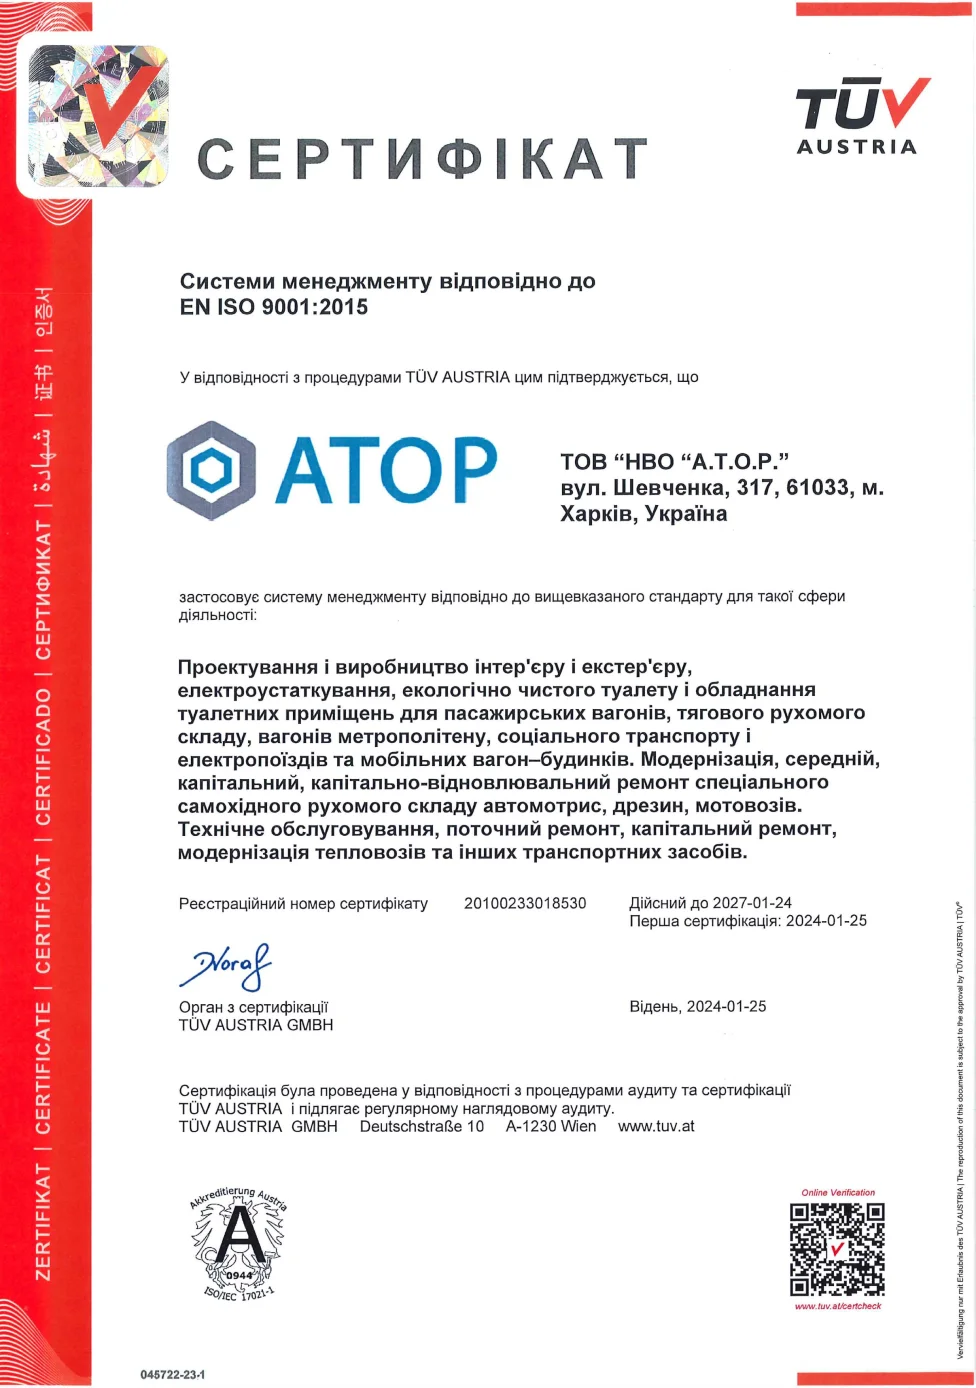 TÜV
AUSTRIA
СЕРТИФІКАТ
Системи менеджменту відповідно до
EN ISO 9001:2015
У відповідності з процедурами TÜV AUSTRIA цим підтверджується, що
АТОР
ТОВ “НВО “А.Т.О.Р.”
вул. Шевченка, 317, 61033, м.
Харків, Україна
застосовує систему менеджменту відповідно до вищевказаного стандарту для такої сфери
діяльності:
Проектування і виробництво інтер'єру і екстер'єру,
електроустаткування, екологічно чистого туалету і обладнання
туалетних приміщень для пасажирських вагонів, тягового рухомого
складу, вагонів метрополітену, соціального транспорту і
електропоїздів та мобільних вагон–будинків. Модернізація, середній,
капітальний, капітально-відновлювальний ремонт спеціального
самохідного рухомого складу автомотрис, дрезин, мотовозів.
Технічне обслуговування, поточний ремонт, капітальний ремонт,
модернізація тепловозів та інших транспортних засобів.
Реєстраційний номер сертифікату 20100233018530 Дійсний до 2027-01-24
Перша сертифікація: 2024-01-25
Орган з сертифікації Відень, 2024-01-25
TÜV AUSTRIA GMBH
Сертифікація була проведена у відповідності з процедурами аудиту та сертифікації
TÜV AUSTRIA і підлягає регулярному наглядовому аудиту.
TÜV AUSTRIA GMBH Deutschstraße 10 A-1230 Wien www.tuv.at
Akkreditierung Austria
A
0944
ISO/IEC 17021-1
Online Verification
www.tuv.at/certcheck
045722-23-1
ZERTIFIKAT | CERTIFICATE | CERTIFICAT | CERTIFICADO | СЕРТИФИКАТ | شهادة | 证书 | 인증서
Vervielfältigung nur mit Erlaubnis des TÜV AUSTRIA | The reproduction of this document is subject to the approval by TÜV AUSTRIA | TÜV®